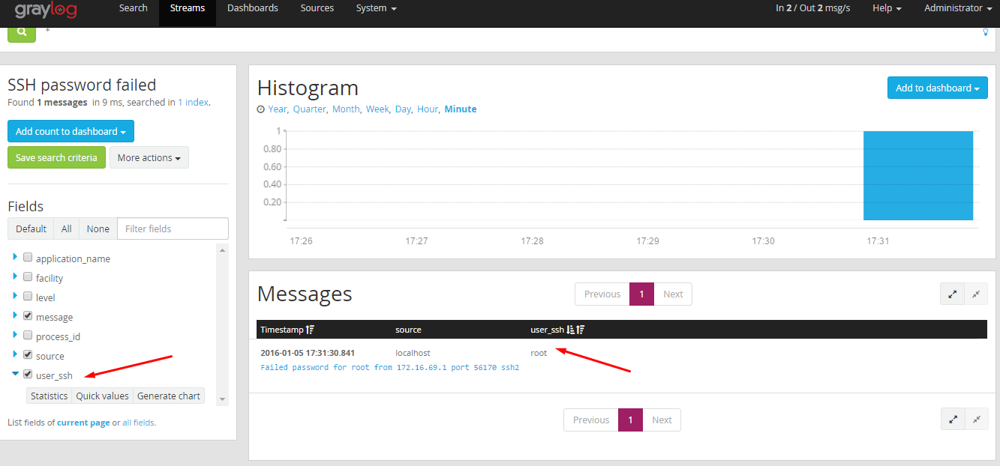 graylog Search Streams Dashboards Sources System In 2 / Out 2 msg/s Help Administrator
*
SSH password failed
Found 1 messages in 9 ms, searched in 1 index.
Add count to dashboard
Save search criteria More actions
Fields
Default All None Filter fields
application_name
facility
level
message
process_id
source
user_ssh
Statistics Quick values Generate chart
List fields of current page or all fields.
Histogram
Add to dashboard
Year, Quarter, Month, Week, Day, Hour, Minute
1
0.80
0.60
0.40
0.20
17:26 17:27 17:28 17:29 17:30 17:31
Messages
Previous 1 Next
Timestamp source user_ssh
2016-01-05 17:31:30.841 localhost root
Failed password for root from 172.16.69.1 port 56170 ssh2
Previous 1 Next